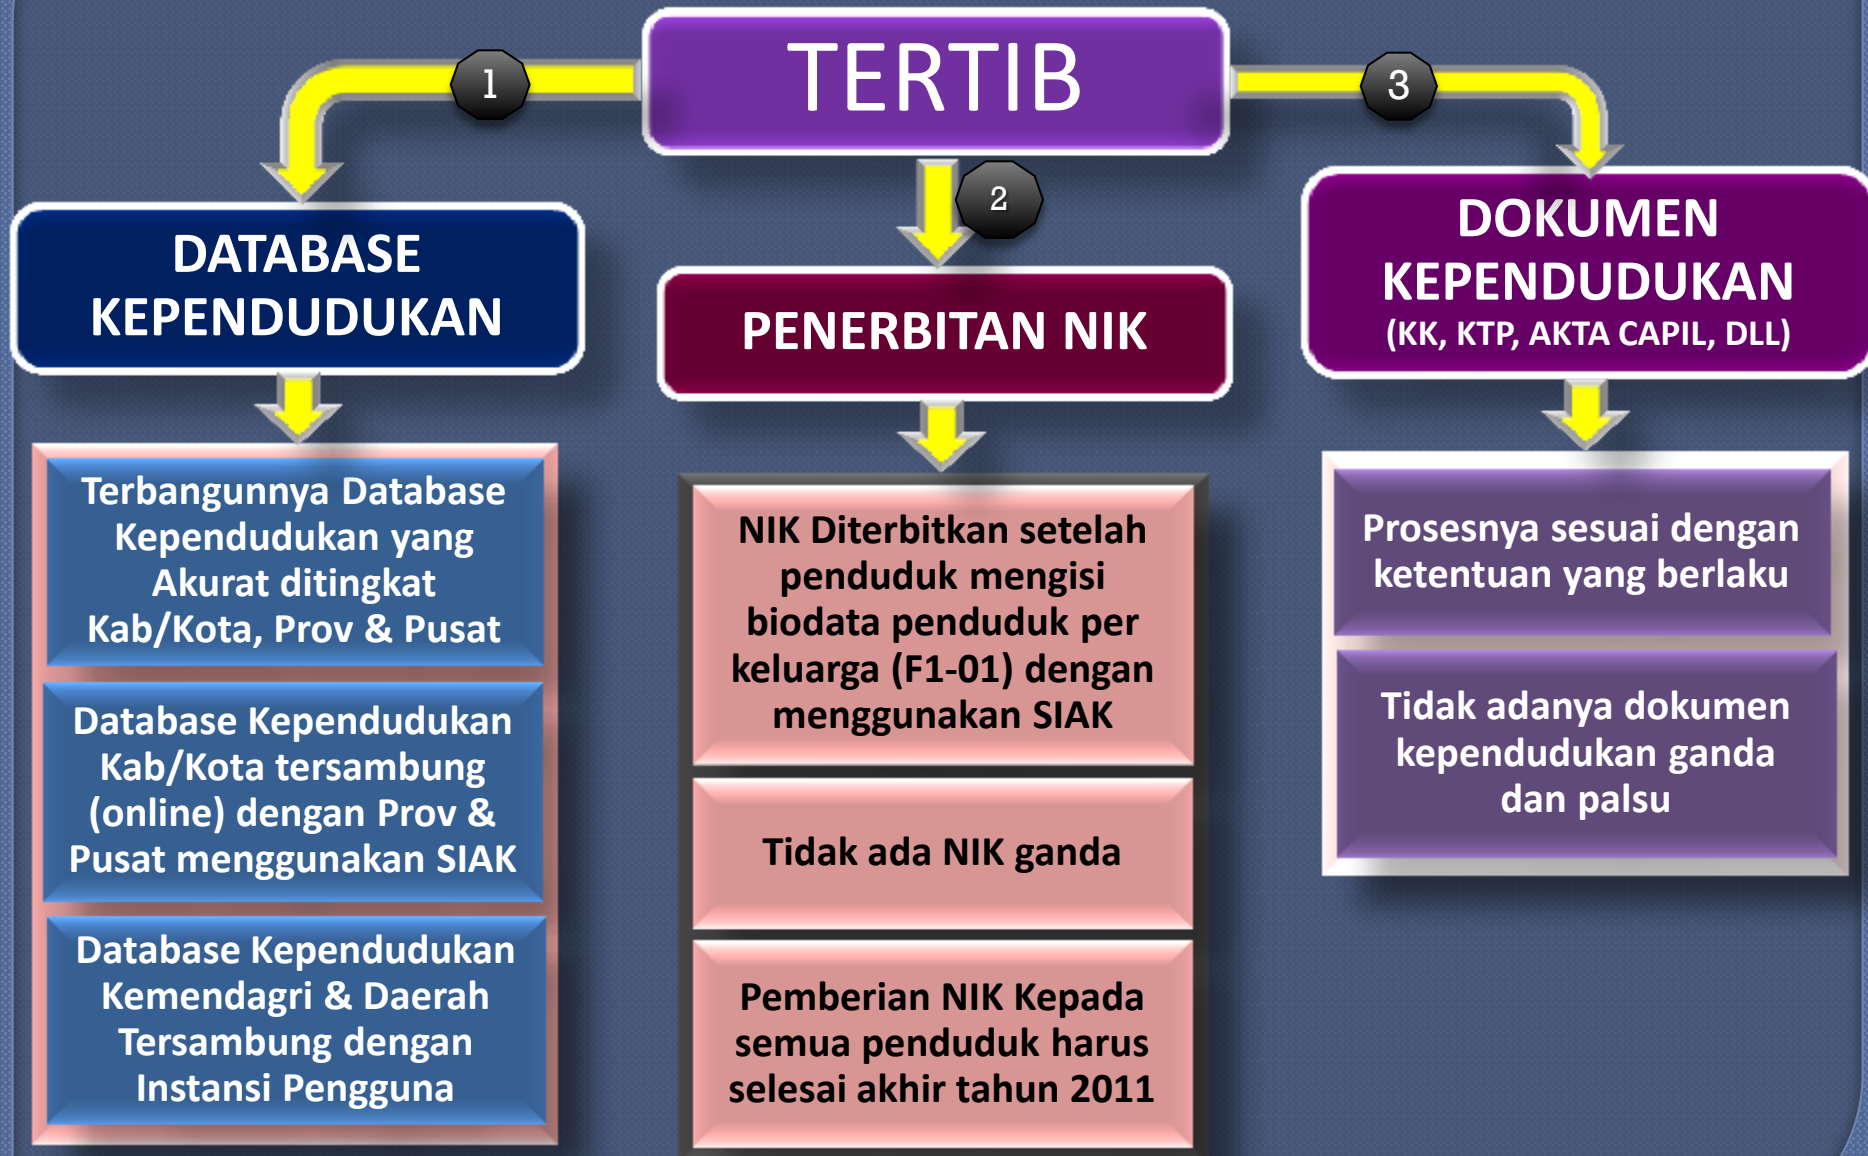 TERTIB
1
2
3
DATABASE
KEPENDUDUKAN
Terbangunnya Database
Kependudukan yang
Akurat ditingkat
Kab/Kota, Prov & Pusat
Database Kependudukan
Kab/Kota tersambung
(online) dengan Prov &
Pusat menggunakan SIAK
Database Kependudukan
Kemendagri & Daerah
Tersambung dengan
Instansi Pengguna
PENERBITAN NIK
NIK Diterbitkan setelah
penduduk mengisi
biodata penduduk per
keluarga (F1-01) dengan
menggunakan SIAK
Tidak ada NIK ganda
Pemberian NIK Kepada
semua penduduk harus
selesai akhir tahun 2011
DOKUMEN
KEPENDUDUKAN
(KK, KTP, AKTA CAPIL, DLL)
Prosesnya sesuai dengan
ketentuan yang berlaku
Tidak adanya dokumen
kependudukan ganda
dan palsu